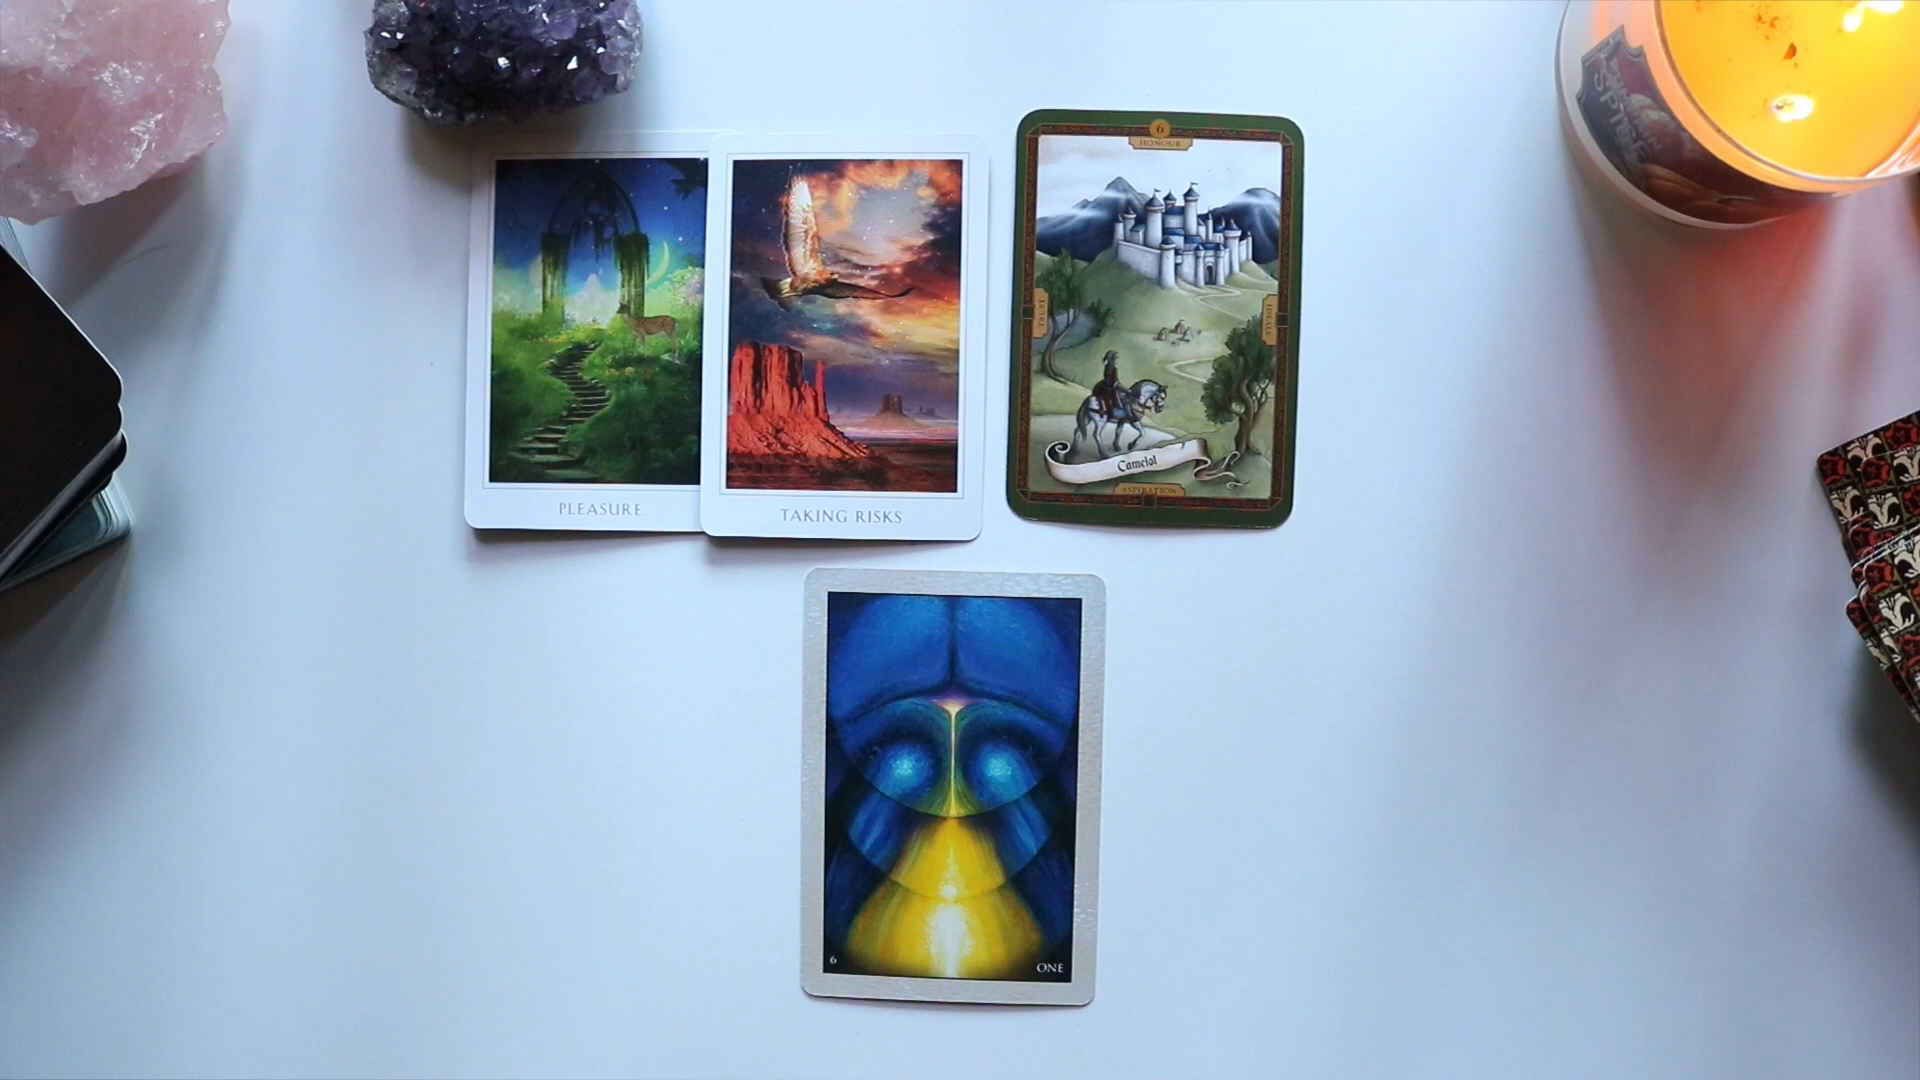 PLEASURE
TAKING RISKS
6
HONOUR
TRUST
IDEALS
Camelot
ASPIRATION
6
ONE